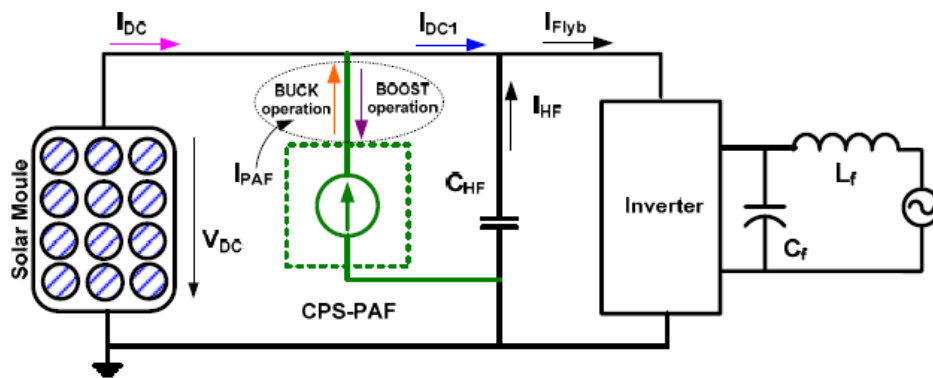 I_DC
I_DC1
I_Flyb
BUCK
operation
BOOST
operation
I_HF
I_PAF
C_HF
Solar Moule
V_DC
Inverter
L_f
C_f
CPS-PAF